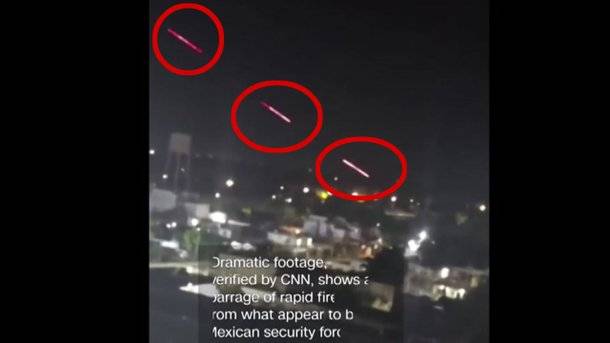 Dramatic footage,
verified by CNN, shows a
barrage of rapid fire
from what appear to b
Mexican security forc